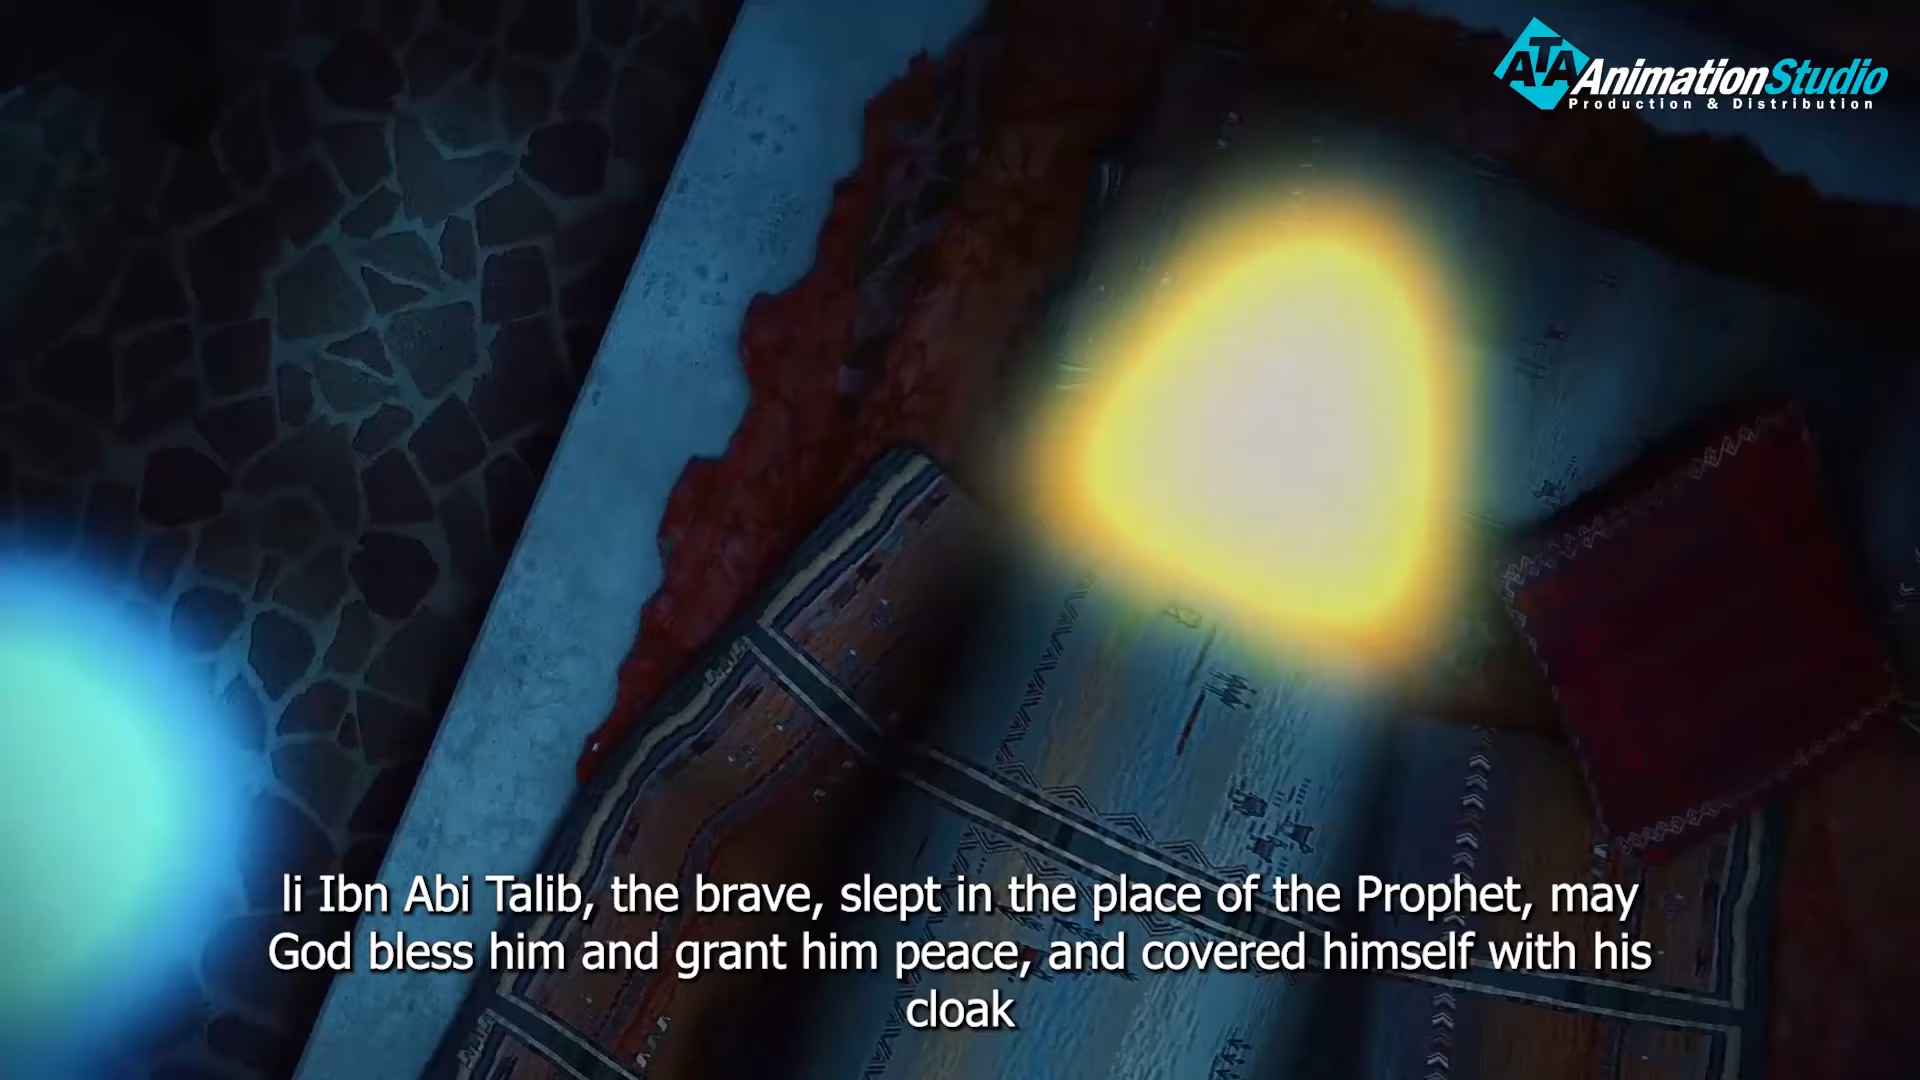 ATA AnimationStudio
Production & Distribution
li Ibn Abi Talib, the brave, slept in the place of the Prophet, may
God bless him and grant him peace, and covered himself with his
cloak